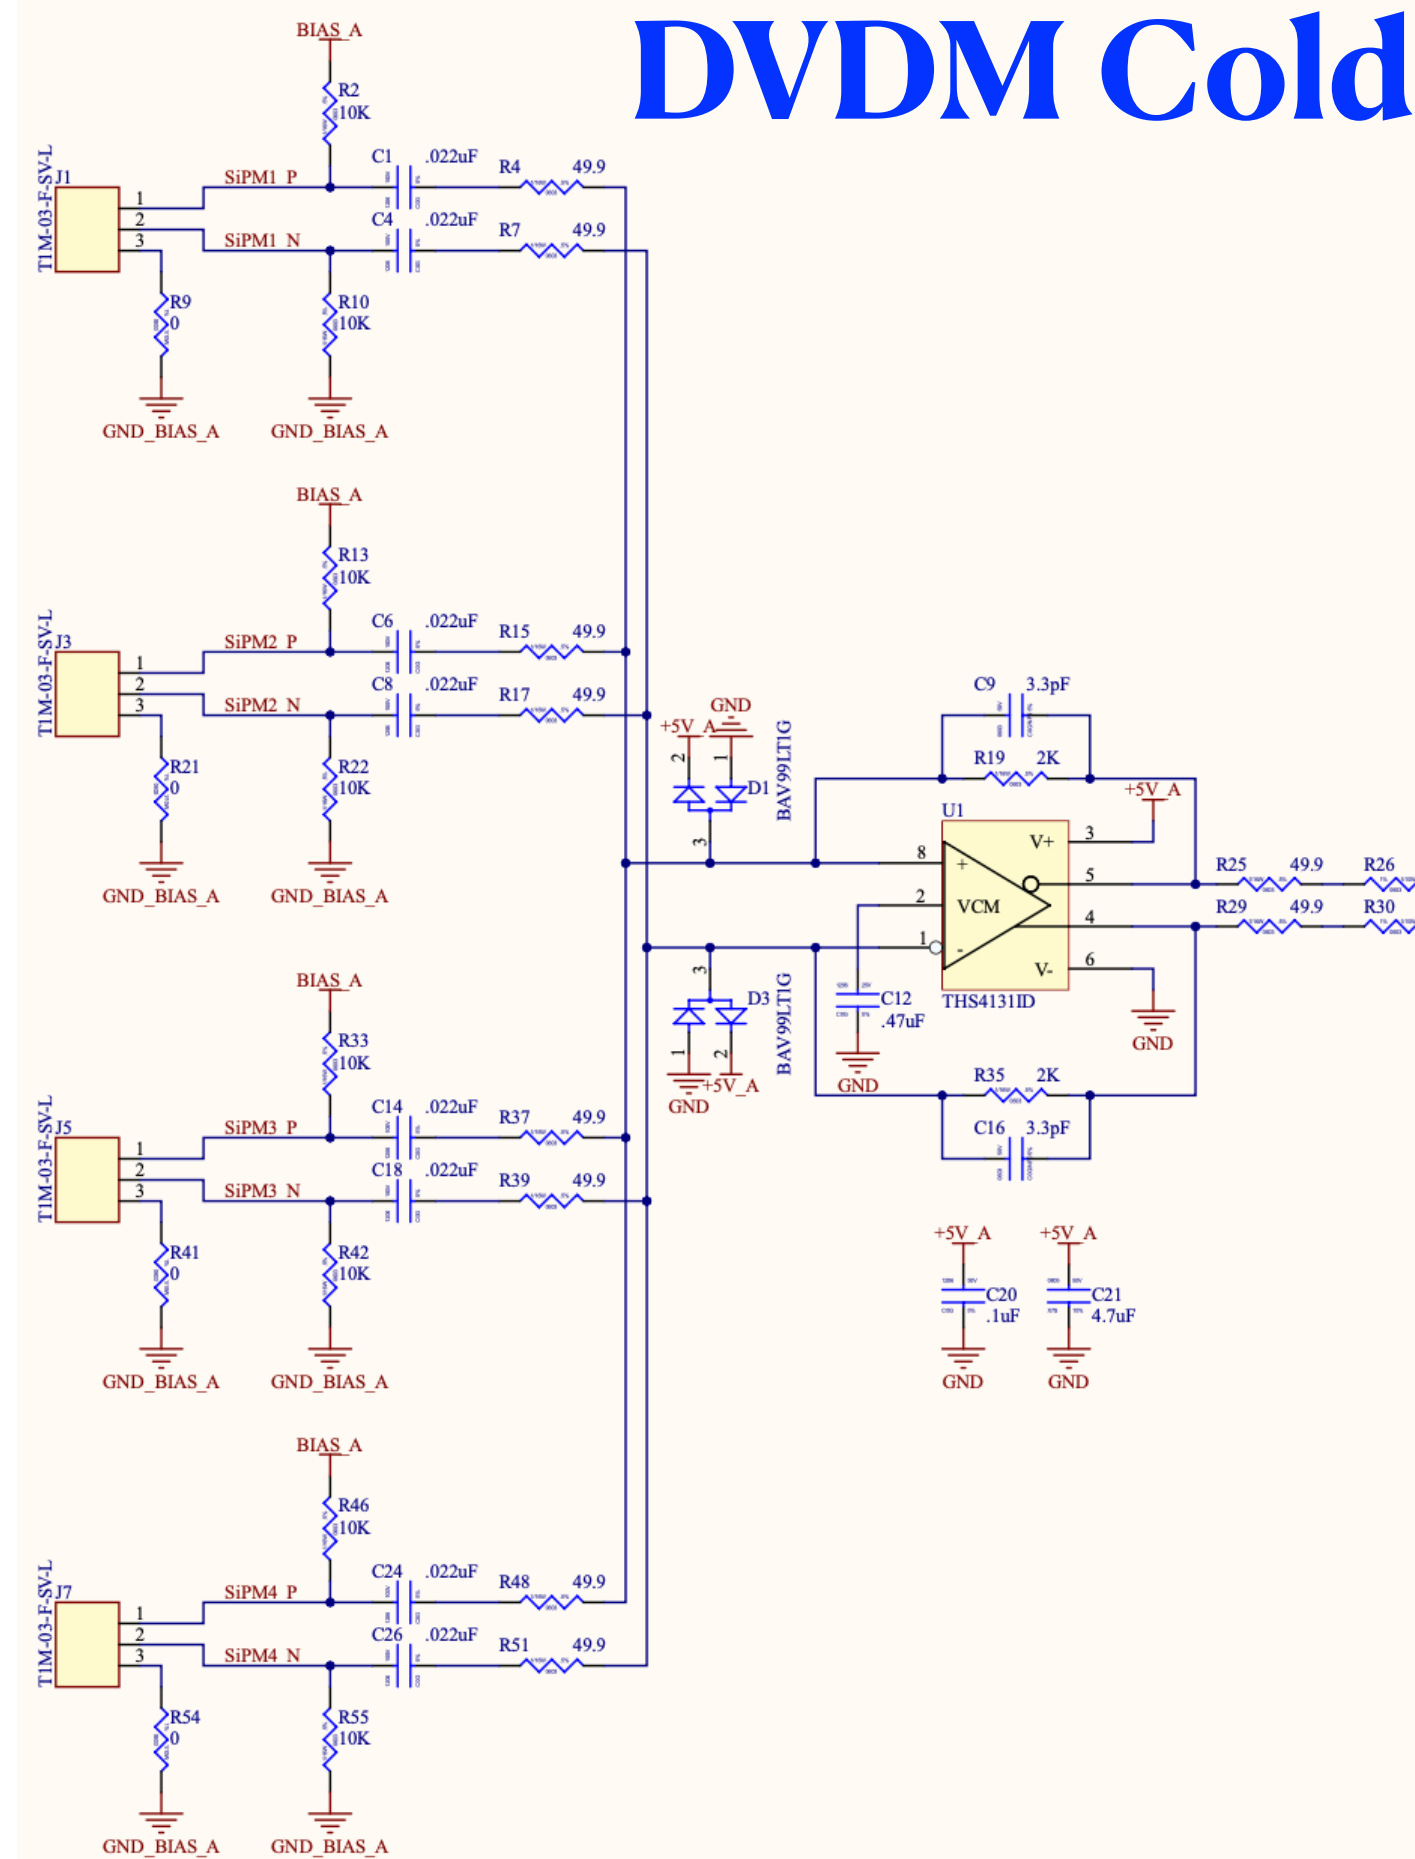 DVDM Cold
BIAS_A
R2
10K
T1M-03-F-SV-L
J1
1
2
3
SiPM1_P
SiPM1_N
C1 .022uF
R4 49.9
C4 .022uF
R7 49.9
R9
0
R10
10K
GND_BIAS_A
GND_BIAS_A
BIAS_A
R13
10K
T1M-03-F-SV-L
J3
1
2
3
SiPM2_P
SiPM2_N
C6 .022uF
R15 49.9
C8 .022uF
R17 49.9
R21
0
R22
10K
GND_BIAS_A
GND_BIAS_A
+5V_A
GND
2
1
D1
BAV99LT1G
3
C9 3.3pF
R19 2K
+5V_A
U1
8
+
2
VCM
1
-
V+
3
5
4
V-
6
THS4131ID
R25 49.9
R26
R29 49.9
R30
3
D3
BAV99LT1G
1
2
GND
+5V_A
C12
.47uF
GND
GND
R35 2K
C16 3.3pF
BIAS_A
R33
10K
T1M-03-F-SV-L
J5
1
2
3
SiPM3_P
SiPM3_N
C14 .022uF
R37 49.9
C18 .022uF
R39 49.9
R41
0
R42
10K
GND_BIAS_A
GND_BIAS_A
+5V_A
C20
.1uF
GND
+5V_A
C21
4.7uF
GND
BIAS_A
R46
10K
T1M-03-F-SV-L
J7
1
2
3
SiPM4_P
SiPM4_N
C24 .022uF
R48 49.9
C26 .022uF
R51 49.9
R54
0
R55
10K
GND_BIAS_A
GND_BIAS_A